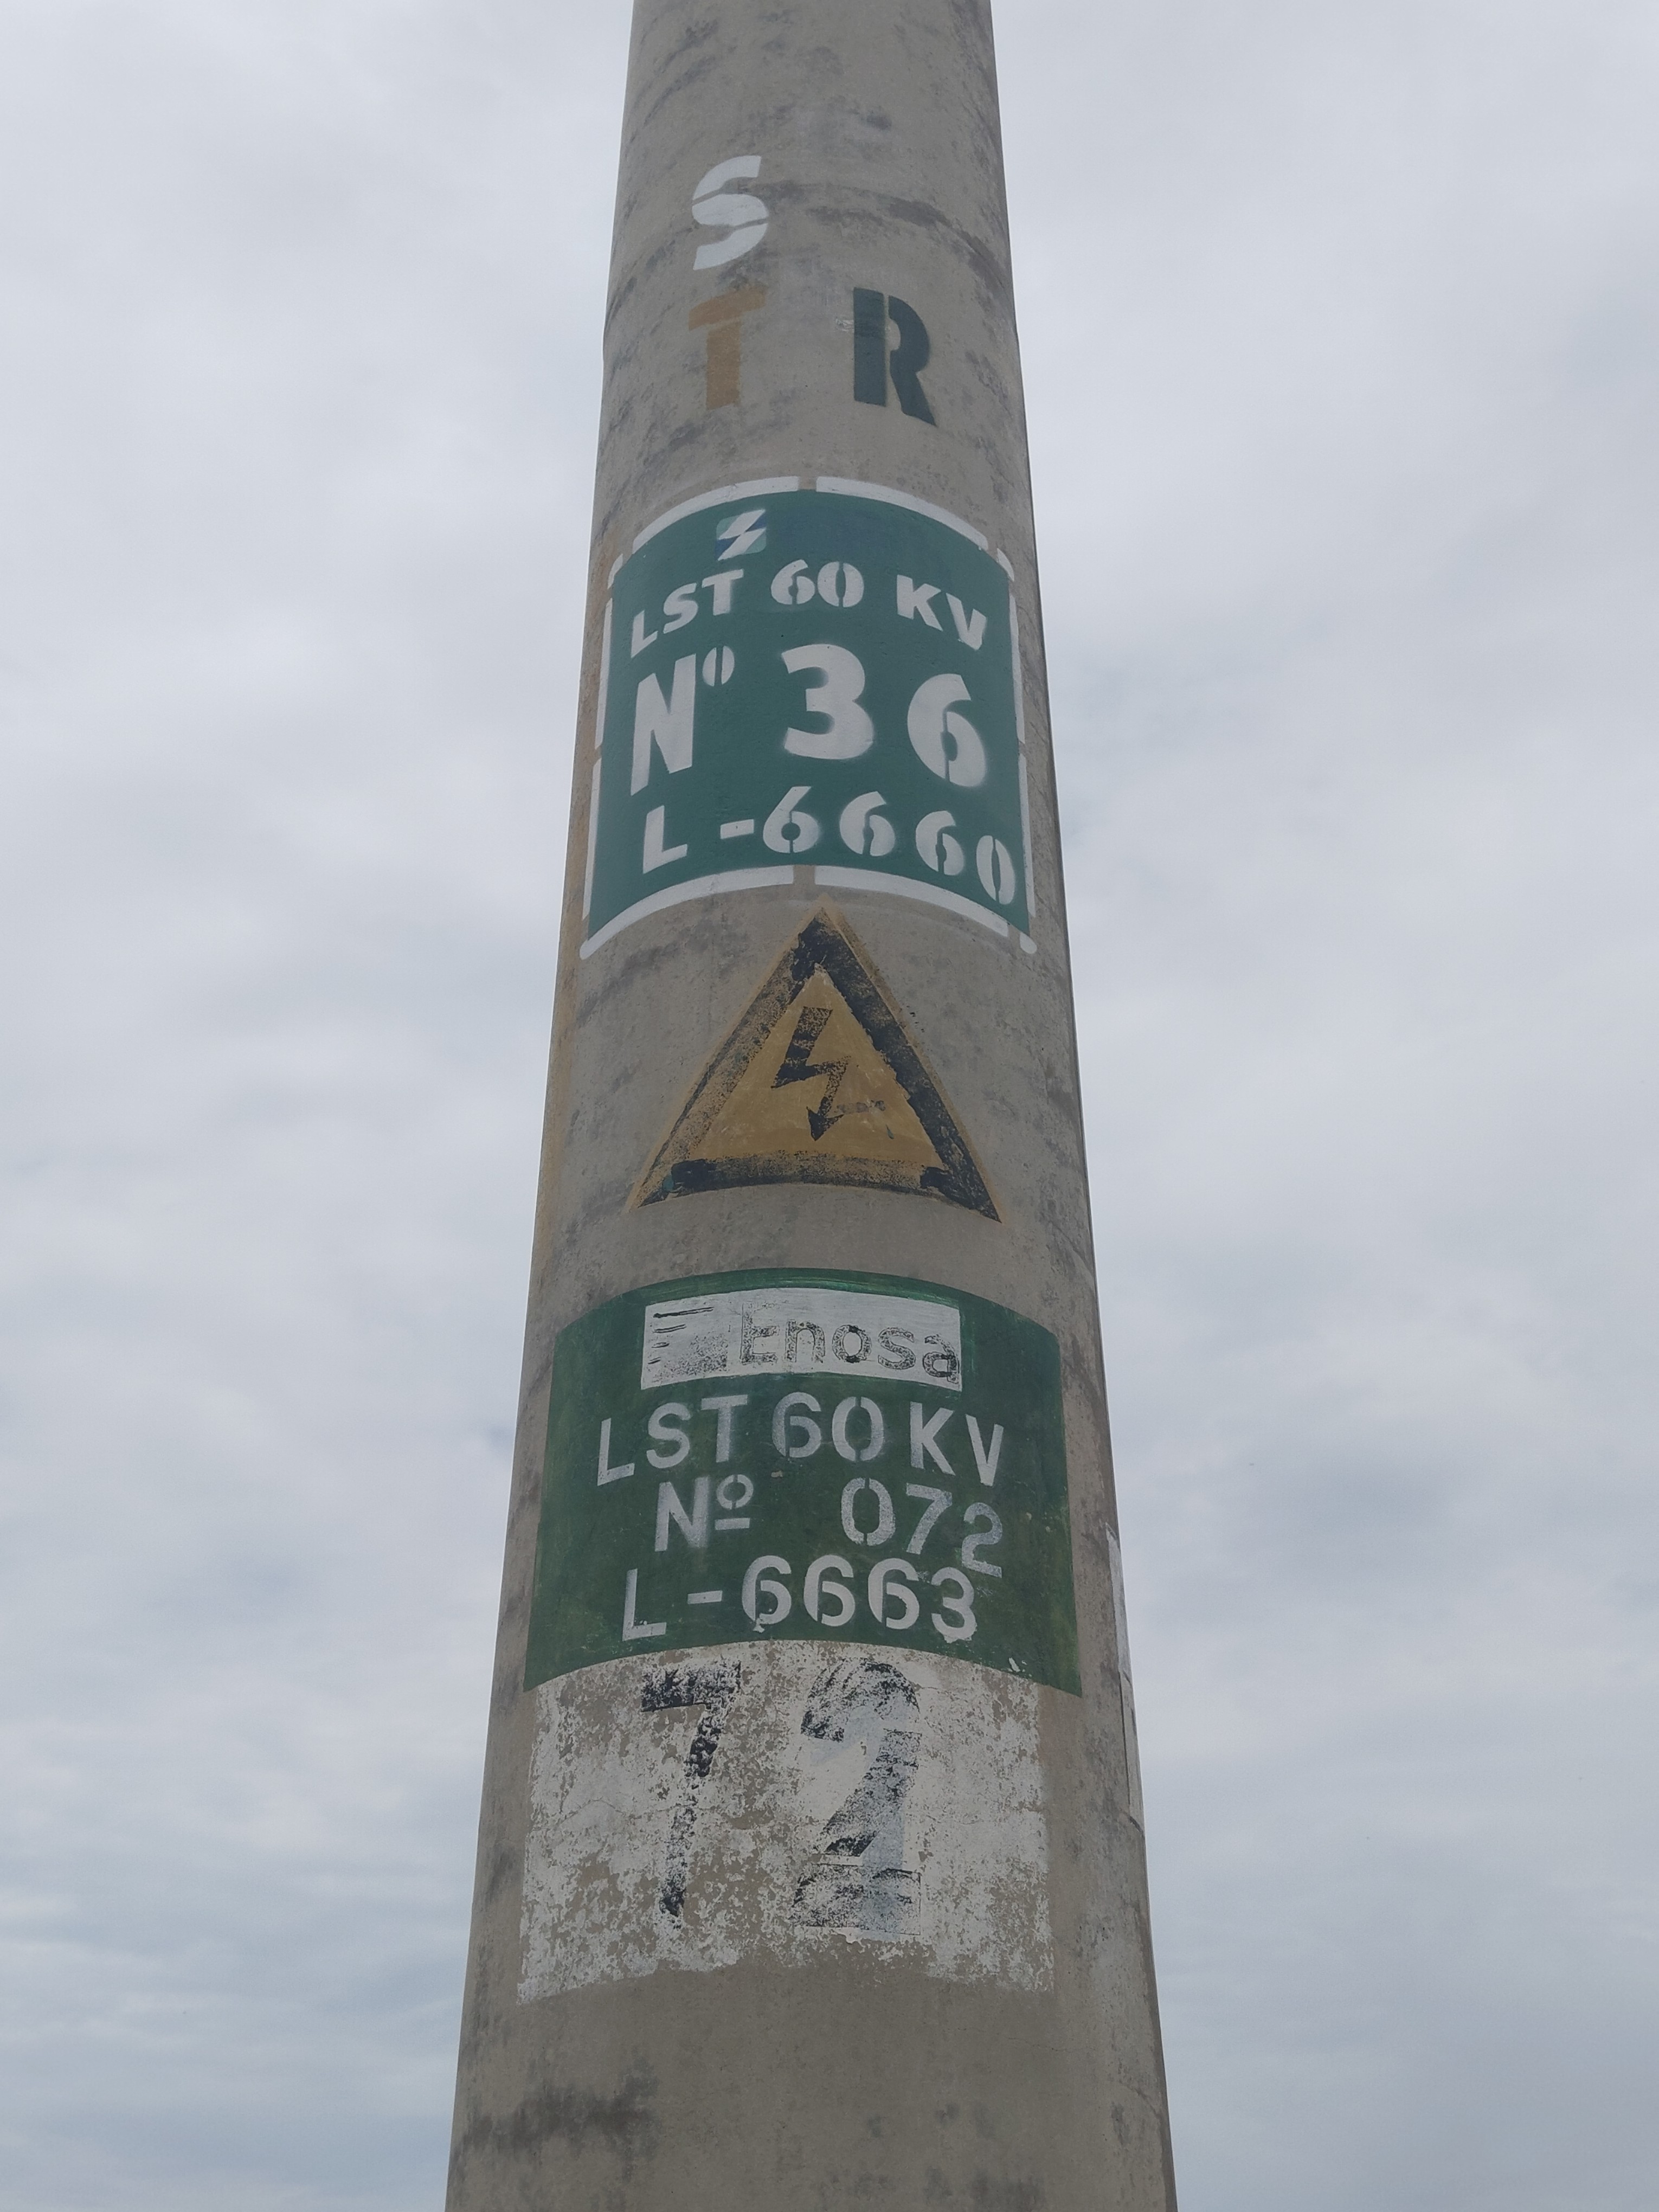 S
T R
LST 60 KV
Nº 36
L-6660
Enosa
LST 60 KV
Nº 072
L-6663
72